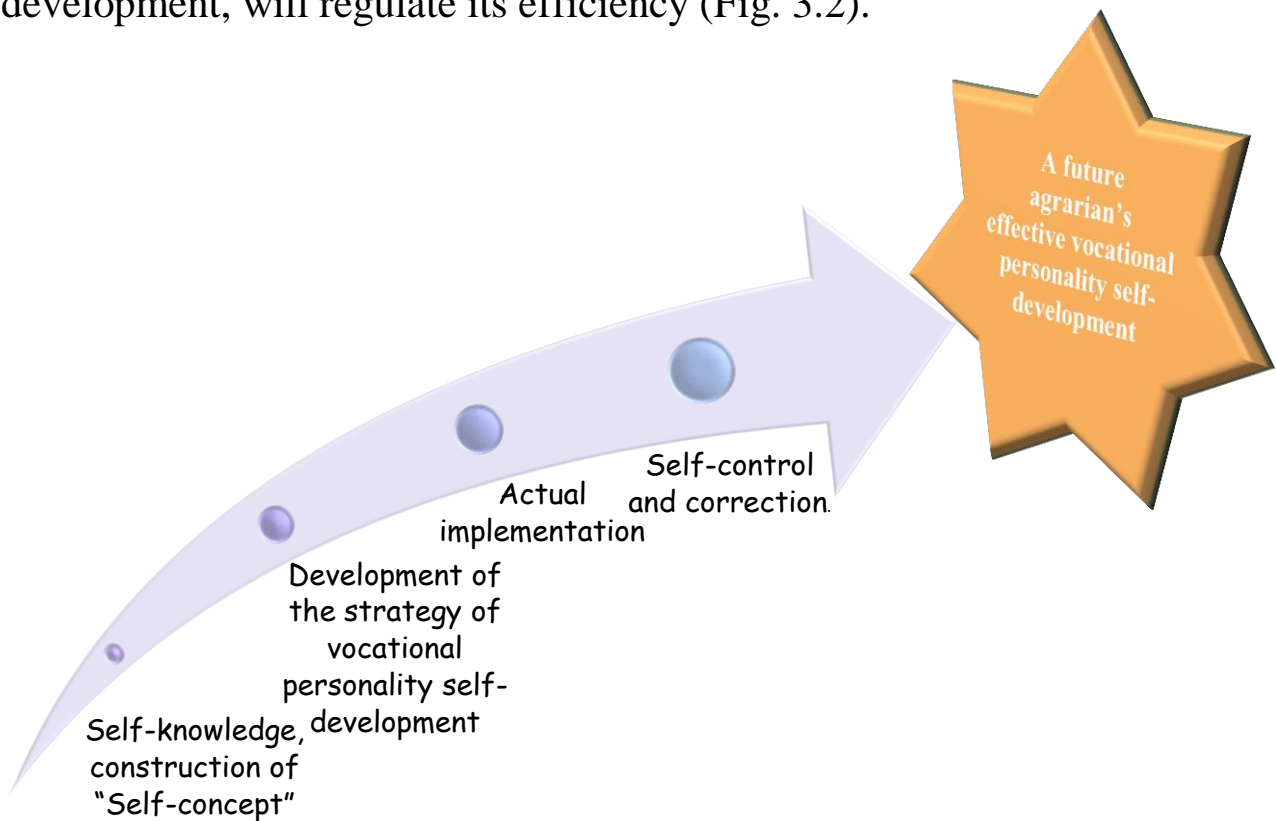 development, will regulate its efficiency (Fig. 3.2).
A future
agrarian’s
effective vocational
personality self-
development
Self-control
and correction.
Actual
implementation
Development of
the strategy of
vocational
personality self-
development
Self-knowledge,
construction of
“Self-concept”